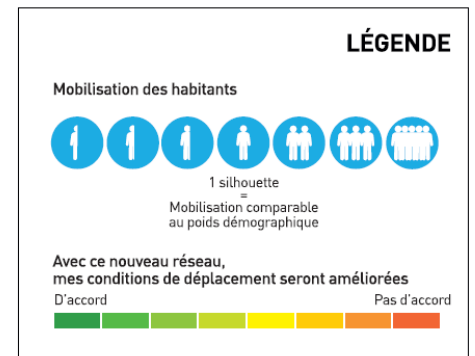 LÉGENDE
Mobilisation des habitants
1 silhouette
=
Mobilisation comparable
au poids démographique
Avec ce nouveau réseau,
mes conditions de déplacement seront améliorées
D'accord
Pas d'accord